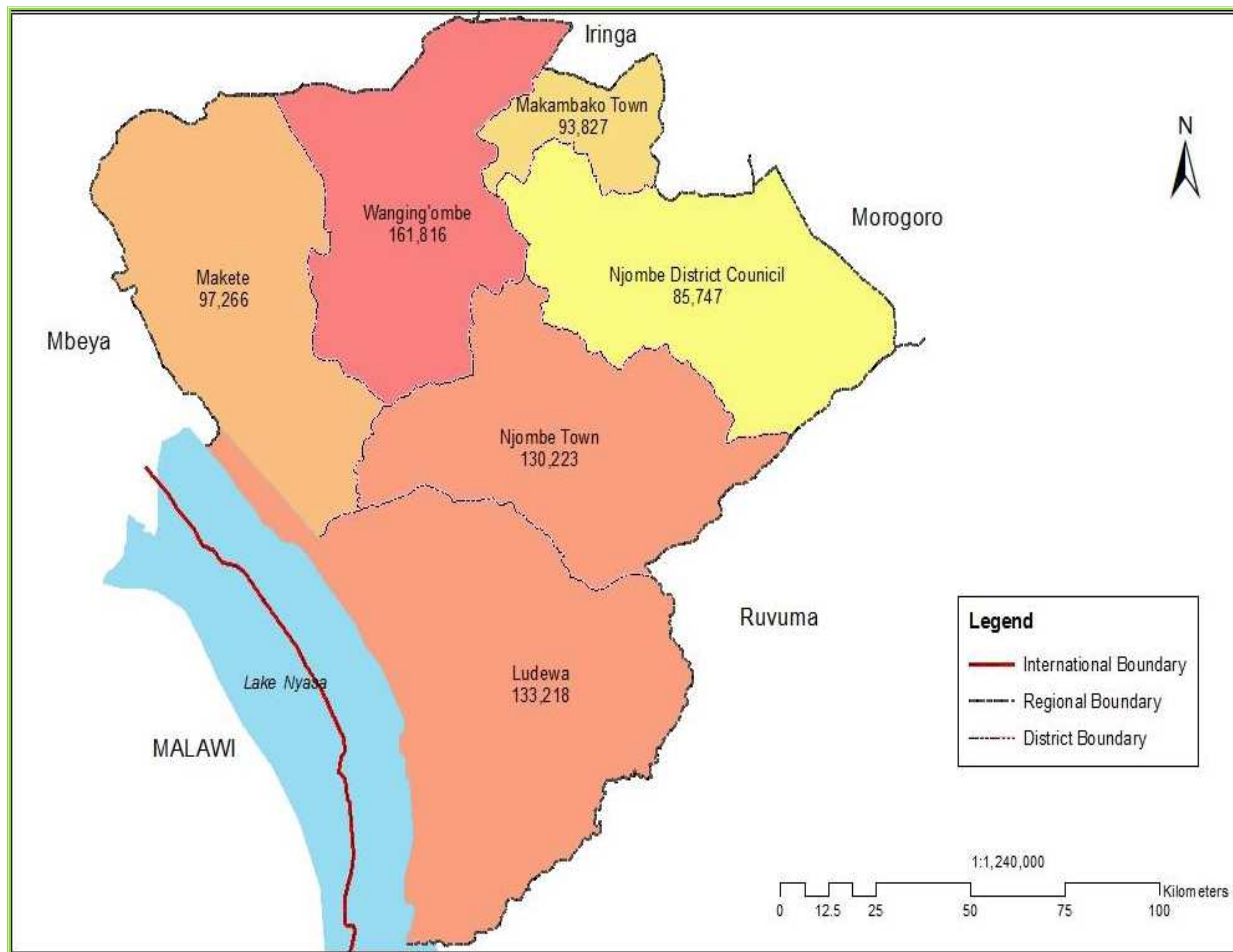 Iringa
Makambako Town
93,827
N
Wanging'ombe
161,816
Morogoro
Makete
97,266
Njombe District Counicil
85,747
Mbeya
Njombe Town
130,223
Ruvuma
Ludewa
133,218
Lake Nyasa
MALAWI
Legend
International Boundary
Regional Boundary
District Boundary
1:1,240,000
Kilometers
0 12.5 25 50 75 100